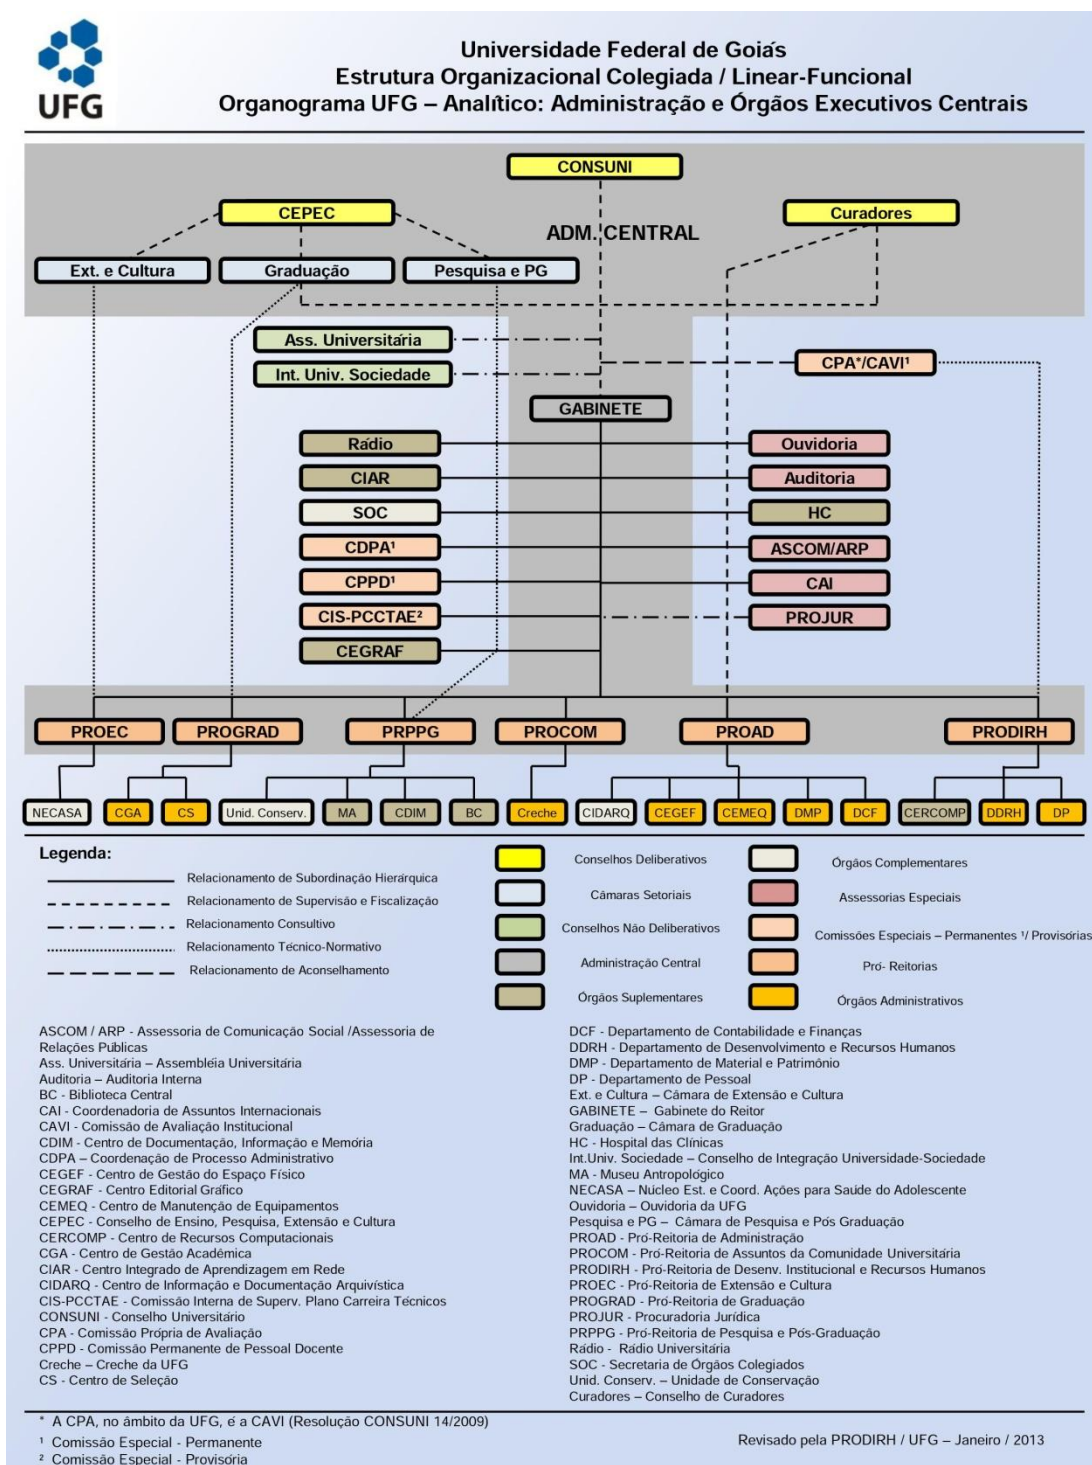 UFG
Universidade Federal de Goiás
Estrutura Organizacional Colegiada / Linear-Funcional
Organograma UFG – Analítico: Administração e Órgãos Executivos Centrais
CONSUNI
CEPEC
Curadores
ADM. CENTRAL
Ext. e Cultura
Graduação
Pesquisa e PG
Ass. Universitária
Int. Univ. Sociedade
CPA*/CAVI¹
GABINETE
Rádio
Ouvidoria
CIAR
Auditoria
SOC
HC
CDPA¹
ASCOM/ARP
CPPD¹
CAI
CIS-PCCTAE²
PROJUR
CEGRAF
PROEC
PROGRAD
PRPPG
PROCOM
PROAD
PRODIRH
NECASA
CGA
CS
Unid. Conserv.
MA
CDIM
BC
Creche
CIDARQ
CEGEF
CEMEQ
DMP
DCF
CERCOMP
DDRH
DP
Legenda:
Relacionamento de Subordinação Hierárquica
Relacionamento de Supervisão e Fiscalização
Relacionamento Consultivo
Relacionamento Técnico-Normativo
Relacionamento de Aconselhamento
Conselhos Deliberativos
Câmaras Setoriais
Conselhos Não Deliberativos
Administração Central
Órgãos Suplementares
Órgãos Complementares
Assessorias Especiais
Comissões Especiais – Permanentes ¹/ Provisórias
Pró- Reitorias
Órgãos Administrativos
ASCOM / ARP - Assessoria de Comunicação Social /Assessoria de
Relações Públicas
Ass. Universitária – Assembléia Universitária
Auditoria – Auditoria Interna
BC - Biblioteca Central
CAI - Coordenadoria de Assuntos Internacionais
CAVI - Comissão de Avaliação Institucional
CDIM - Centro de Documentação, Informação e Memória
CDPA – Coordenação de Processo Administrativo
CEGEF - Centro de Gestão do Espaço Físico
CEGRAF - Centro Editorial Gráfico
CEMEQ - Centro de Manutenção de Equipamentos
CEPEC - Conselho de Ensino, Pesquisa, Extensão e Cultura
CERCOMP - Centro de Recursos Computacionais
CGA - Centro de Gestão Acadêmica
CIAR - Centro Integrado de Aprendizagem em Rede
CIDARQ - Centro de Informação e Documentação Arquivística
CIS-PCCTAE - Comissão Interna de Superv. Plano Carreira Técnicos
CONSUNI - Conselho Universitário
CPA - Comissão Própria de Avaliação
CPPD - Comissão Permanente de Pessoal Docente
Creche – Creche da UFG
CS - Centro de Seleção
DCF - Departamento de Contabilidade e Finanças
DDRH - Departamento de Desenvolvimento e Recursos Humanos
DMP - Departamento de Material e Patrimônio
DP - Departamento de Pessoal
Ext. e Cultura – Câmara de Extensão e Cultura
GABINETE – Gabinete do Reitor
Graduação – Câmara de Graduação
HC - Hospital das Clínicas
Int.Univ. Sociedade – Conselho de Integração Universidade-Sociedade
MA - Museu Antropológico
NECASA – Núcleo Est. e Coord. Ações para Saúde do Adolescente
Ouvidoria – Ouvidoria da UFG
Pesquisa e PG – Câmara de Pesquisa e Pós Graduação
PROAD - Pró-Reitoria de Administração
PROCOM - Pró-Reitoria de Assuntos da Comunidade Universitária
PRODIRH - Pró-Reitoria de Desenv. Institucional e Recursos Humanos
PROEC - Pró-Reitoria de Extensão e Cultura
PROGRAD - Pró-Reitoria de Graduação
PROJUR - Procuradoria Jurídica
PRPPG - Pró-Reitoria de Pesquisa e Pós-Graduação
Rádio - Rádio Universitária
SOC - Secretaria de Órgãos Colegiados
Unid. Conserv. – Unidade de Conservação
Curadores – Conselho de Curadores
* A CPA, no âmbito da UFG, é a CAVI (Resolução CONSUNI 14/2009)
¹ Comissão Especial - Permanente
² Comissão Especial - Provisória
Revisado pela PRODIRH / UFG – Janeiro / 2013